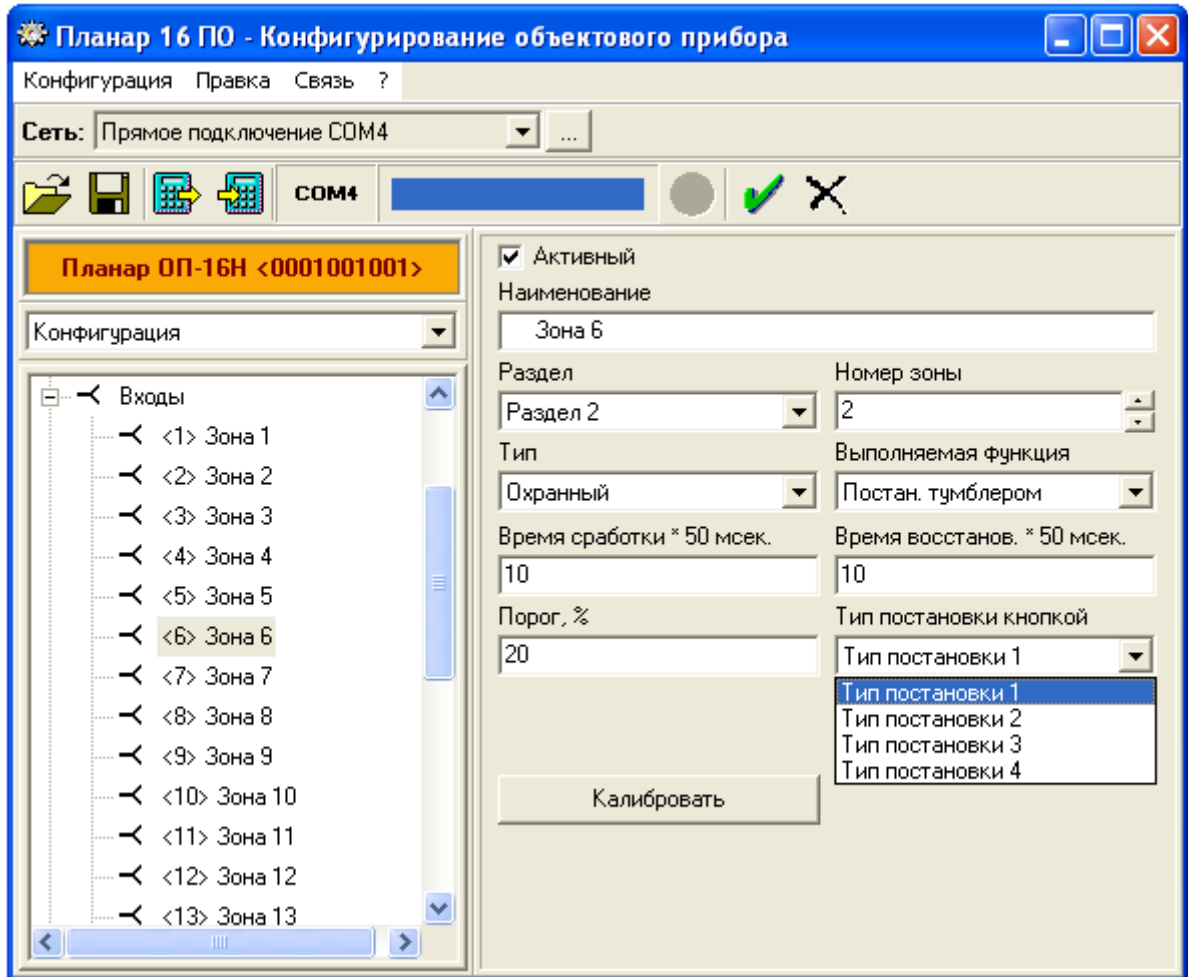 Планар 16 ПО - Конфигурирование объектового прибора
Конфигурация Правка Связь ?
Сеть: Прямое подключение COM4 ...
COM4
Планар ОП-16Н <0001001001>
Конфигурация
Входы
<1> Зона 1
<2> Зона 2
<3> Зона 3
<4> Зона 4
<5> Зона 5
<6> Зона 6
<7> Зона 7
<8> Зона 8
<9> Зона 9
<10> Зона 10
<11> Зона 11
<12> Зона 12
<13> Зона 13
Активный
Наименование
Зона 6
Раздел Номер зоны
Раздел 2 2
Тип Выполняемая функция
Охранный Постан. тумблером
Время сработки * 50 мсек. Время восстанов. * 50 мсек.
10 10
Порог, % Тип постановки кнопкой
20 Тип постановки 1
Тип постановки 1
Тип постановки 2
Тип постановки 3
Тип постановки 4
Калибровать